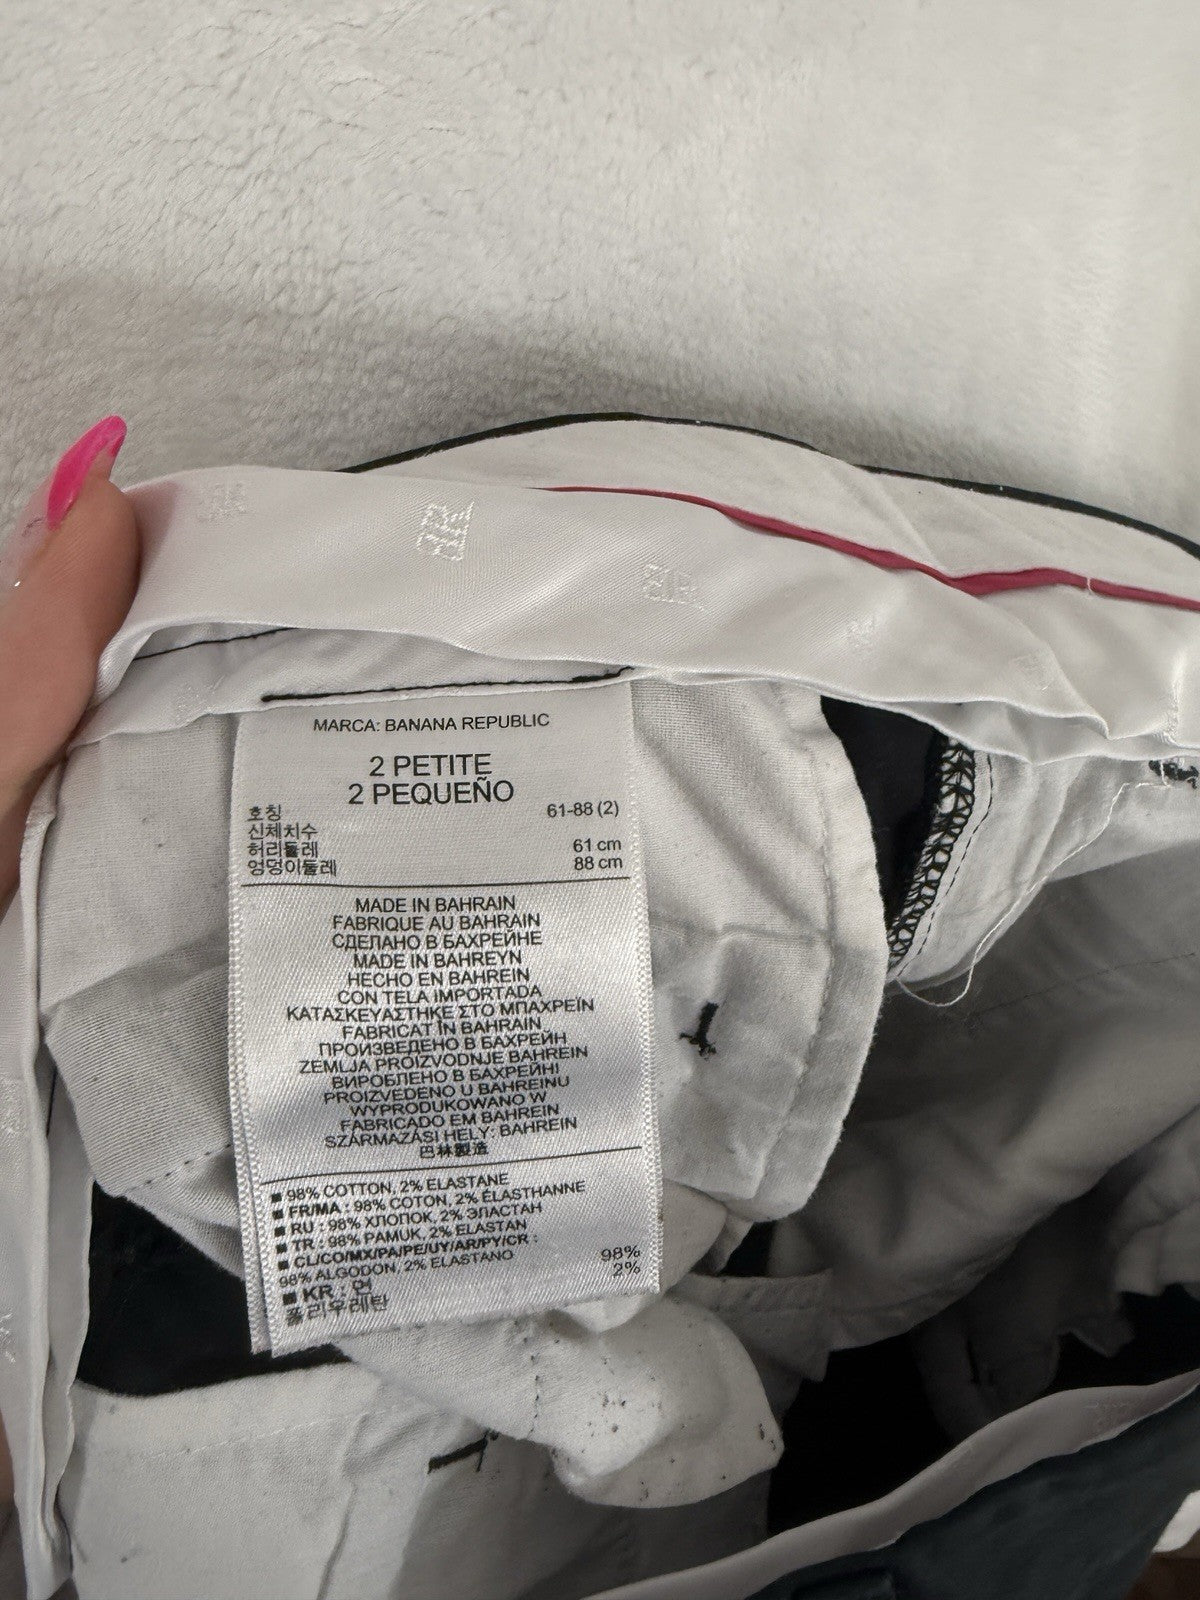 BR
BR
MARCA: BANANA REPUBLIC
2 PETITE
2 PEQUEÑO
호칭 61-88 (2)
신체치수
허리둘레 61 cm
엉덩이둘레 88 cm
MADE IN BAHRAIN
FABRIQUE AU BAHRAIN
СДЕЛАНО В БАХРЕЙНЕ
MADE IN BAHREYN
HECHO EN BAHREIN
CON TELA IMPORTADA
ΚΑΤΑΣΚΕΥΑΣΤΗΚΕ ΣΤΟ ΜΠΑΧΡΕΪΝ
FABRICAT ÎN BAHRAIN
ПРОИЗВЕДЕНО В БАХРЕЙН
ZEMLJA PROIZVODNJE BAHREIN
ВИРОБЛЕНО В БАХРЕЙНІ
PROIZVEDENO U BAHREINU
WYPRODUKOWANO W
FABRICADO EM BAHREIN
SZÁRMAZÁSI HELY: BAHREIN
巴林製造
■ 98% COTTON, 2% ELASTANE
■ FR/MA : 98% COTON, 2% ÉLASTHANNE
■ RU : 98% ХЛОПОК, 2% ЭЛАСТАН
■ TR : 98% PAMUK, 2% ELASTAN
■ CL/CO/MX/PA/PE/UY/AR/PY/CR :
98% ALGODON, 2% ELASTANO
■ KR : 면 98%
폴리우레탄 2%